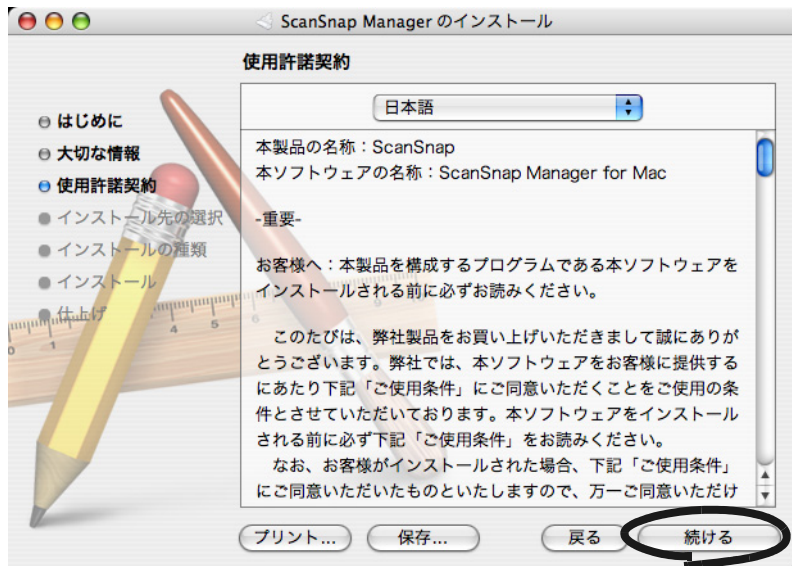 ScanSnap Manager のインストール
使用許諾契約
はじめに
大切な情報
使用許諾契約
インストール先の選択
インストールの種類
インストール
仕上げ
日本語
本製品の名称：ScanSnap
本ソフトウェアの名称：ScanSnap Manager for Mac
-重要-
お客様へ：本製品を構成するプログラムである本ソフトウェアを
インストールされる前に必ずお読みください。
このたびは、弊社製品をお買い上げいただきまして誠にありが
とうございます。弊社では、本ソフトウェアをお客様に提供する
にあたり下記「ご使用条件」にご同意いただくことをご使用の条
件とさせていただいております。本ソフトウェアをインストール
される前に必ず下記「ご使用条件」をお読みください。
なお、お客様がインストールされた場合、下記「ご使用条件」
にご同意いただいたものといたしますので、万一ご同意いただけ
プリント...
保存...
戻る
続ける
0 1 4 5 6